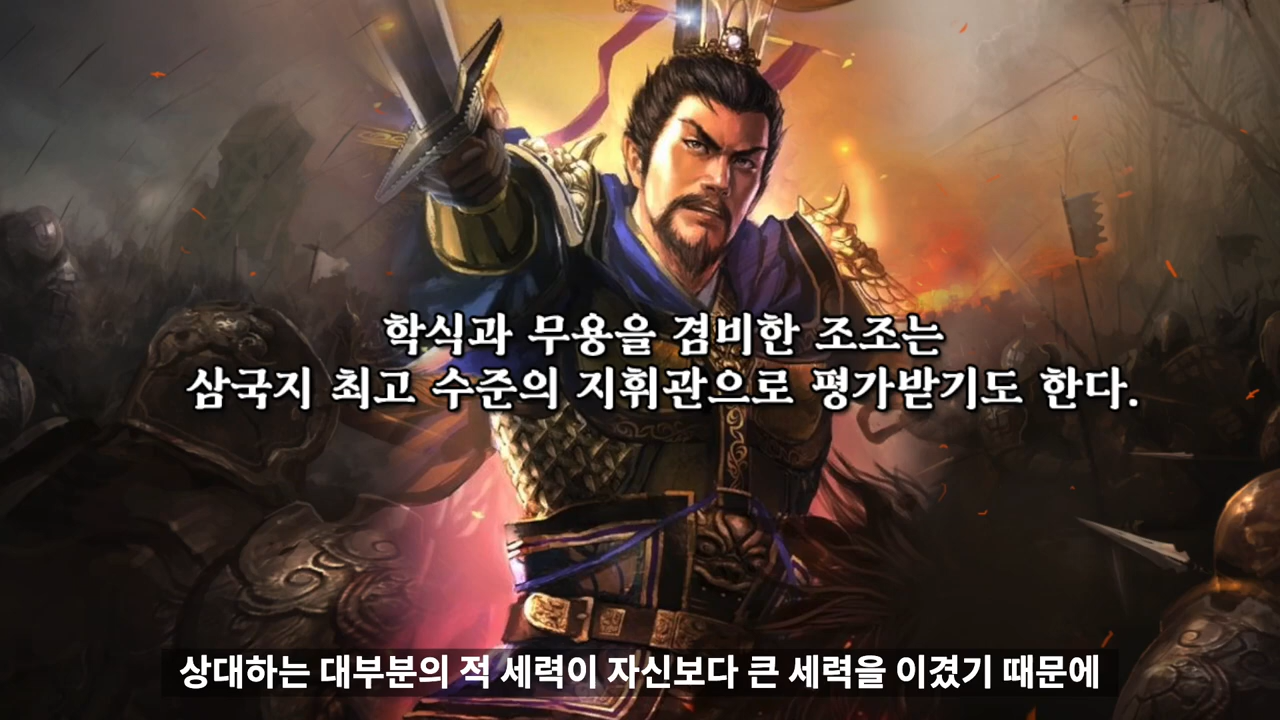 학식과 무용을 겸비한 조조는
삼국지 최고 수준의 지휘관으로 평가받기도 한다.
상대하는 대부분의 적 세력이 자신보다 큰 세력을 이겼기 때문에